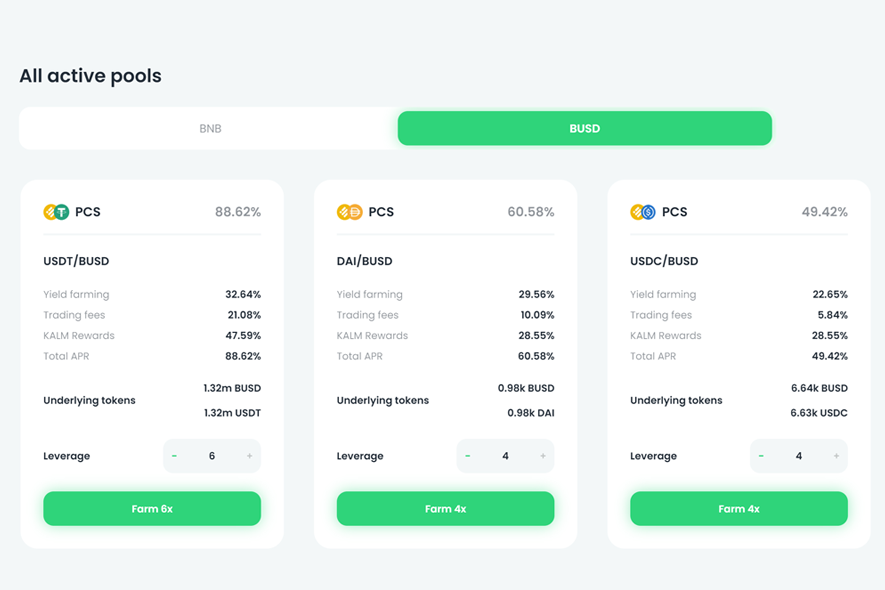 All active pools
BNB
BUSD
PCS 88.62%
USDT/BUSD
Yield farming 32.64%
Trading fees 21.08%
KALM Rewards 47.59%
Total APR 88.62%
1.32m BUSD
Underlying tokens
1.32m USDT
Leverage - 6 +
Farm 6x
PCS 60.58%
DAI/BUSD
Yield farming 29.56%
Trading fees 10.09%
KALM Rewards 28.55%
Total APR 60.58%
0.98k BUSD
Underlying tokens
0.98k DAI
Leverage - 4 +
Farm 4x
PCS 49.42%
USDC/BUSD
Yield farming 22.65%
Trading fees 5.84%
KALM Rewards 28.55%
Total APR 49.42%
6.64k BUSD
Underlying tokens
6.63k USDC
Leverage - 4 +
Farm 4x